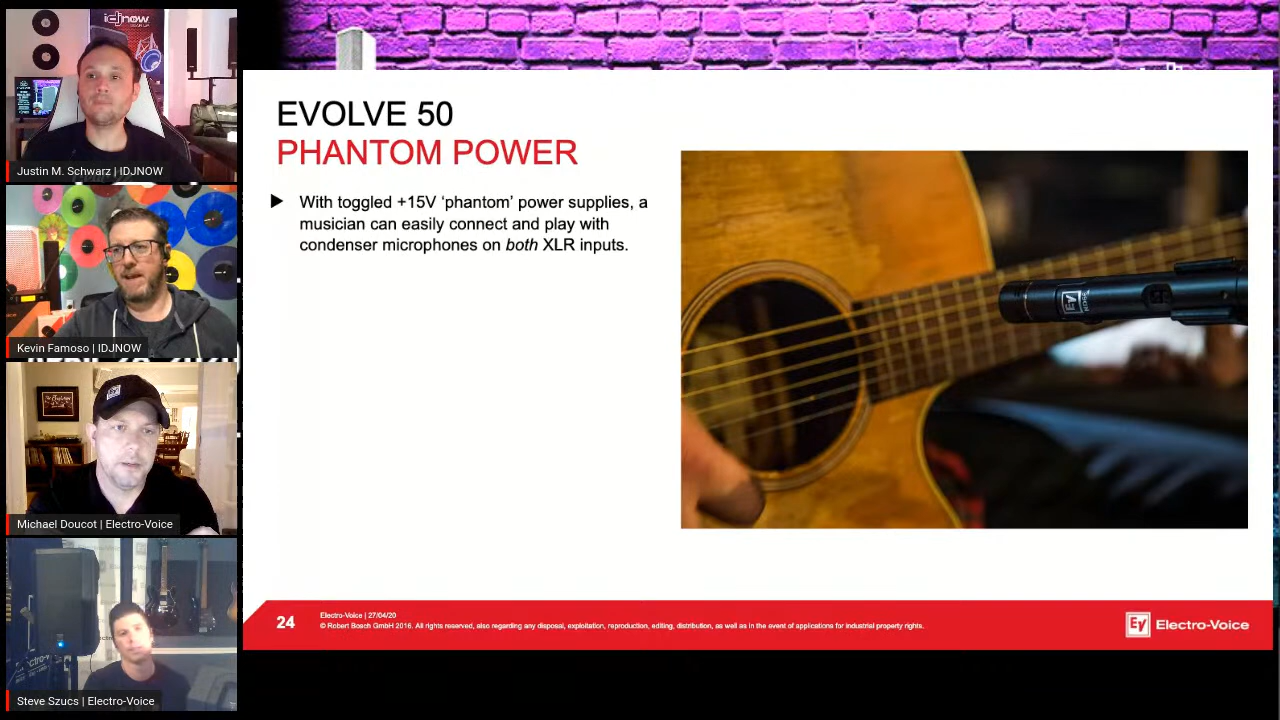 idjnow
Justin M. Schwarz | IDJNOW
Kevin Famoso | IDJNOW
Michael Doucot | Electro-Voice
Steve Szucs | Electro-Voice
EVOLVE 50
PHANTOM POWER
With toggled +15V ‘phantom’ power supplies, a
musician can easily connect and play with
condenser microphones on both XLR inputs.
EV
24
Electro-Voice | 27/04/20
© Robert Bosch GmbH 2016. All rights reserved, also regarding any disposal, exploitation, reproduction, editing, distribution, as well as in the event of applications for industrial property rights.
EV Electro-Voice